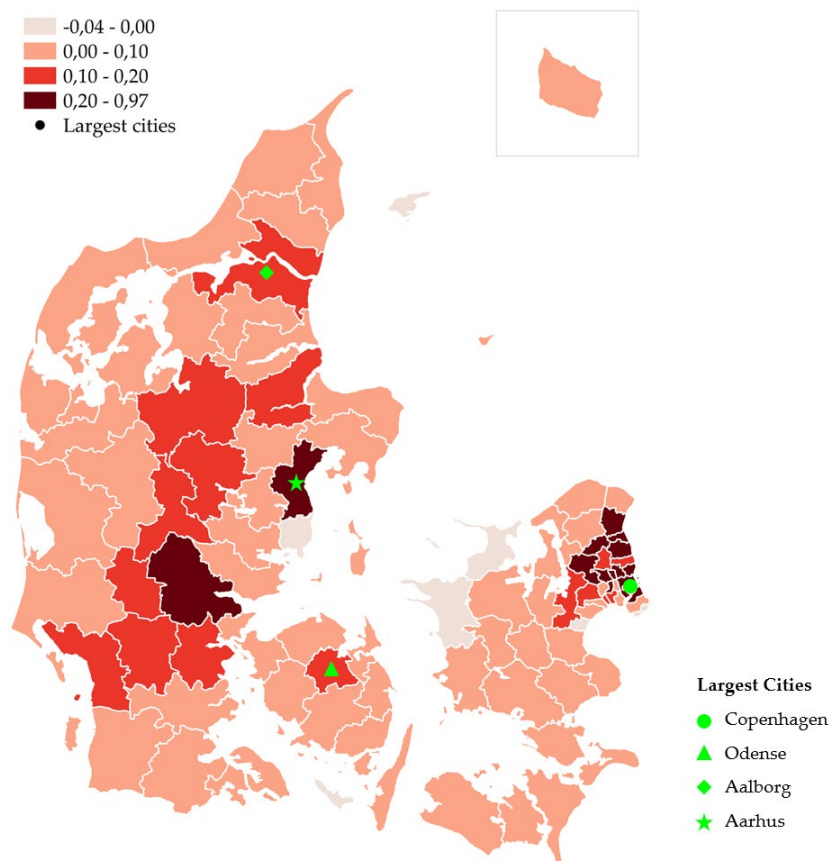 -0,04 - 0,00
0,00 - 0,10
0,10 - 0,20
0,20 - 0,97
Largest cities
Largest Cities
Copenhagen
Odense
Aalborg
Aarhus